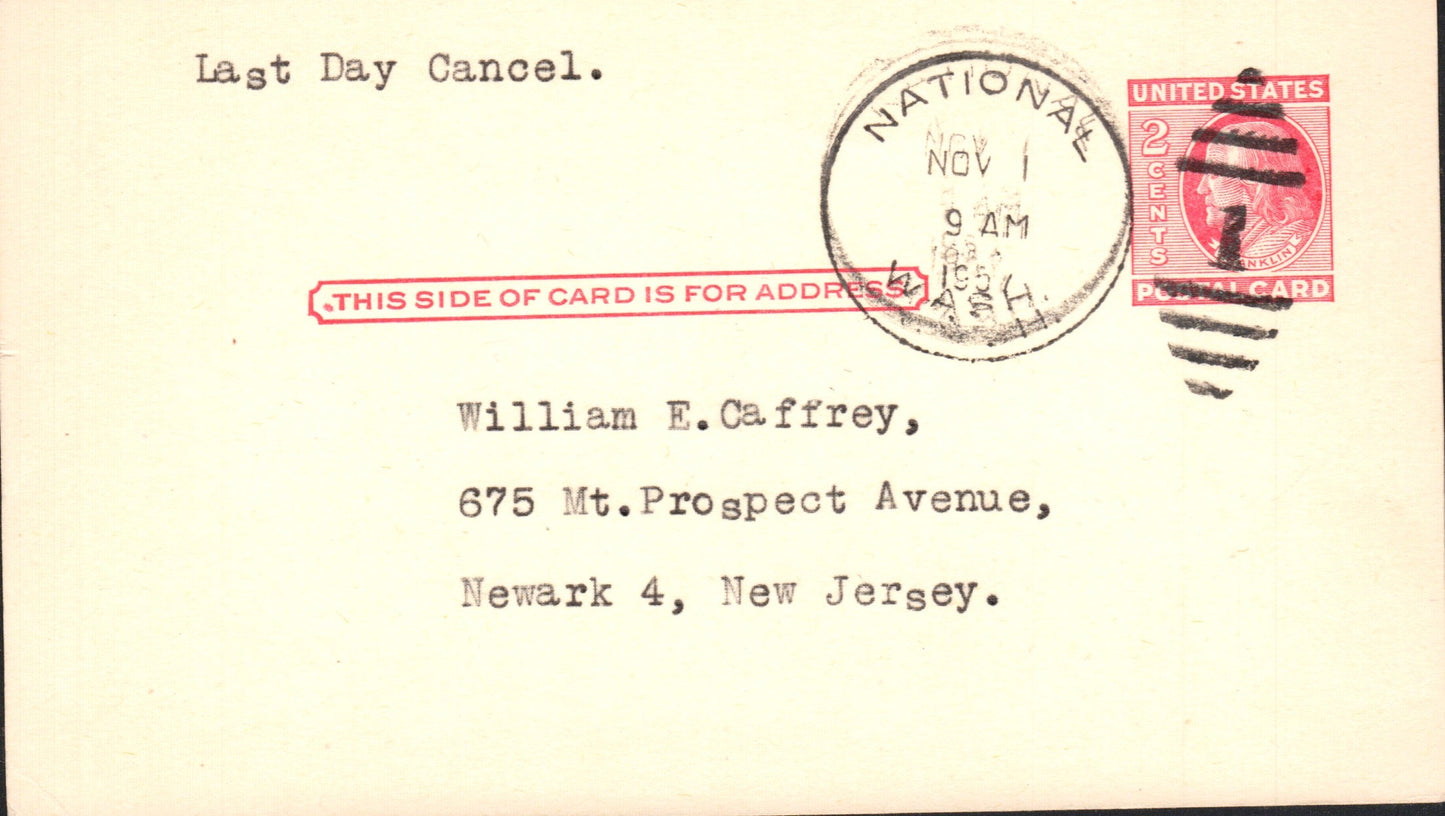 Last Day Cancel.
NATIONAL
NOV 1
9 AM
WASH.
UNITED STATES
2 CENTS
POSTAL CARD
1
THIS SIDE OF CARD IS FOR ADDRESS
William E. Caffrey,
675 Mt. Prospect Avenue,
Newark 4, New Jersey.